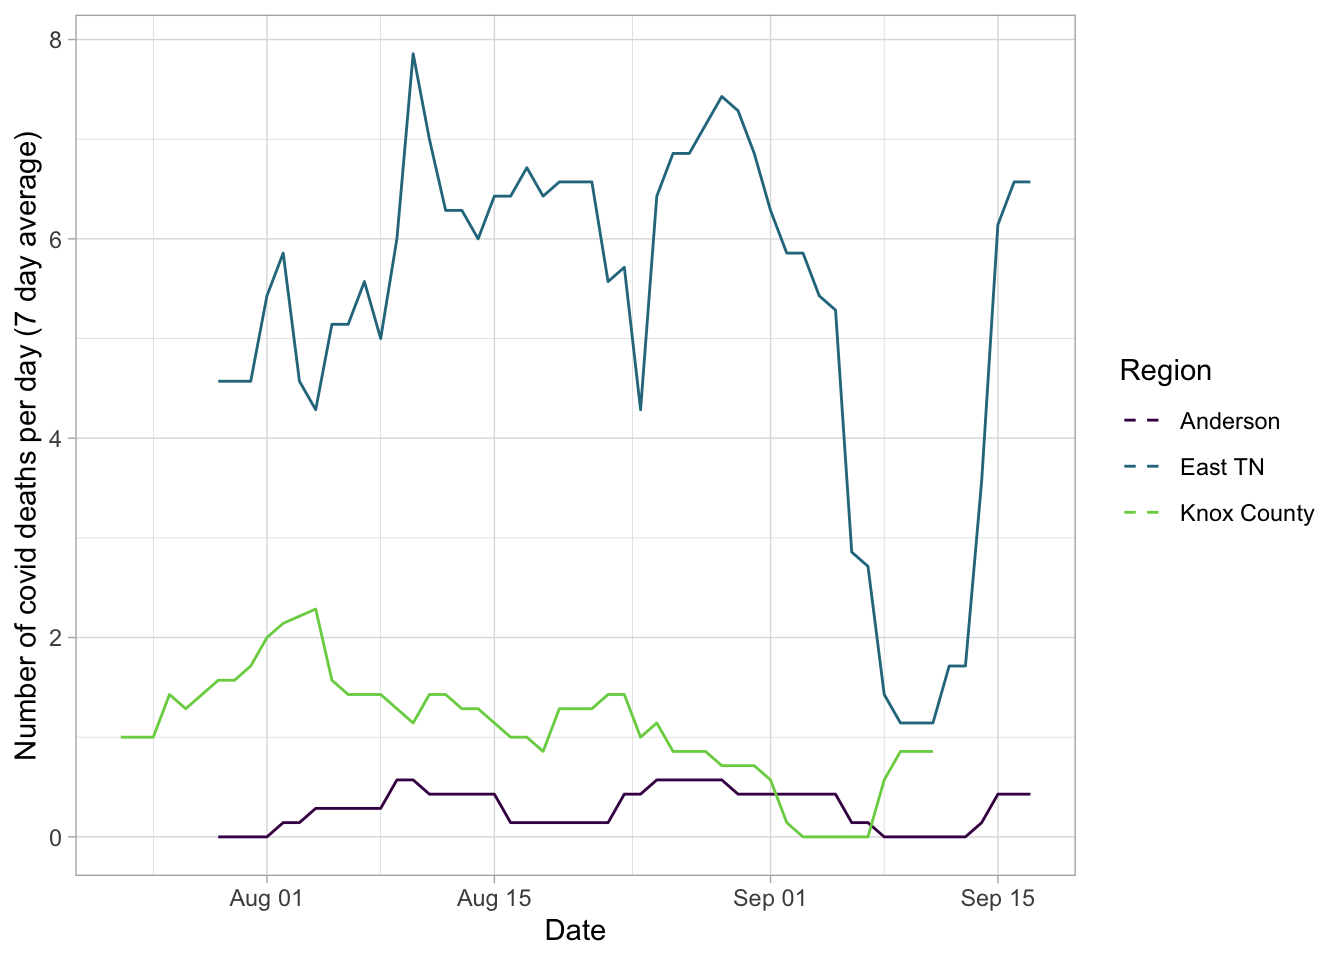 Number of covid deaths per day (7 day average)
8
6
4
2
0
Aug 01
Aug 15
Sep 01
Sep 15
Date
Region
Anderson
East TN
Knox County